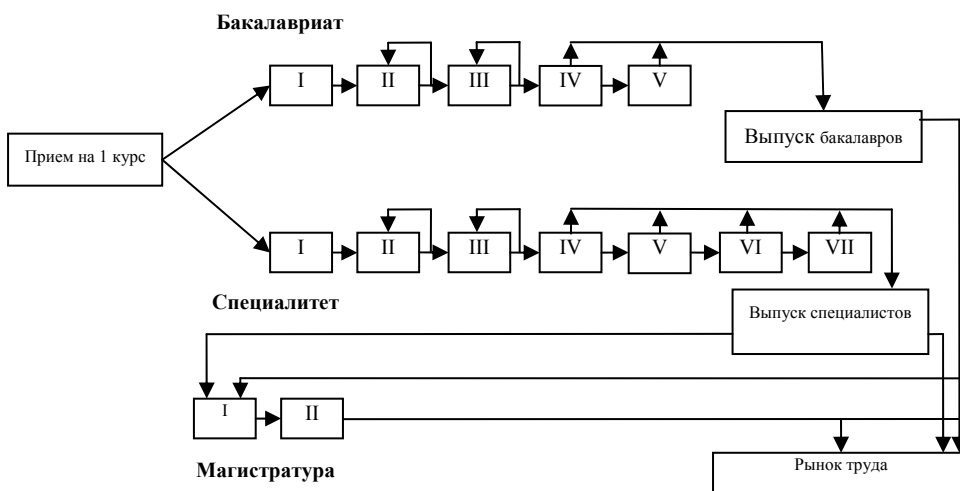 Бакалавриат
I II III IV V
Прием на 1 курс
Выпуск бакалавров
I II III IV V VI VII
Специалитет
Выпуск специалистов
I II
Магистратура
Рынок труда